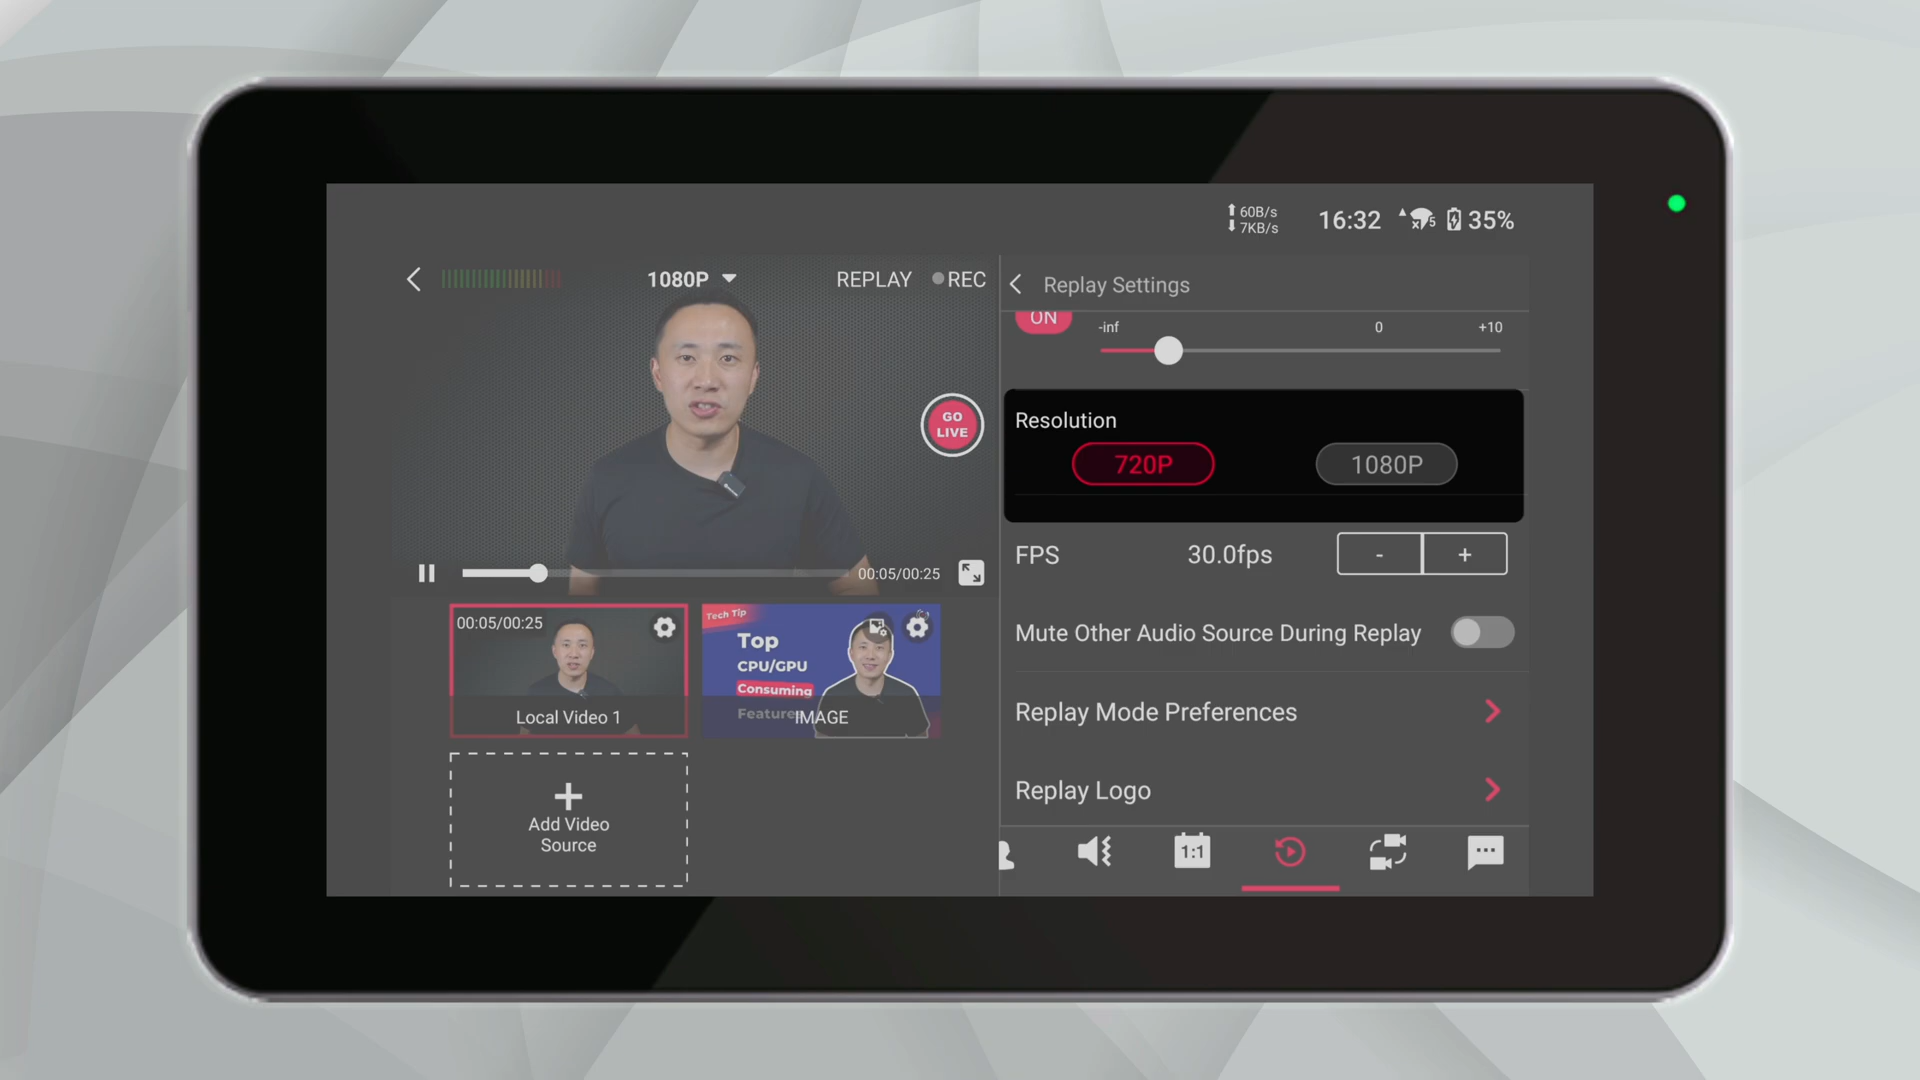 60B/s
7KB/s
16:32
5
35%
1080P
REPLAY
REC
GO
LIVE
00:05/00:25
00:05/00:25
Local Video 1
Tech Tip
Top
CPU/GPU
Consuming
Feature
IMAGE
+
Add Video
Source
Replay Settings
ON
-inf
0
+10
Resolution
720P
1080P
FPS
30.0fps
-
+
Mute Other Audio Source During Replay
Replay Mode Preferences
Replay Logo
1:1